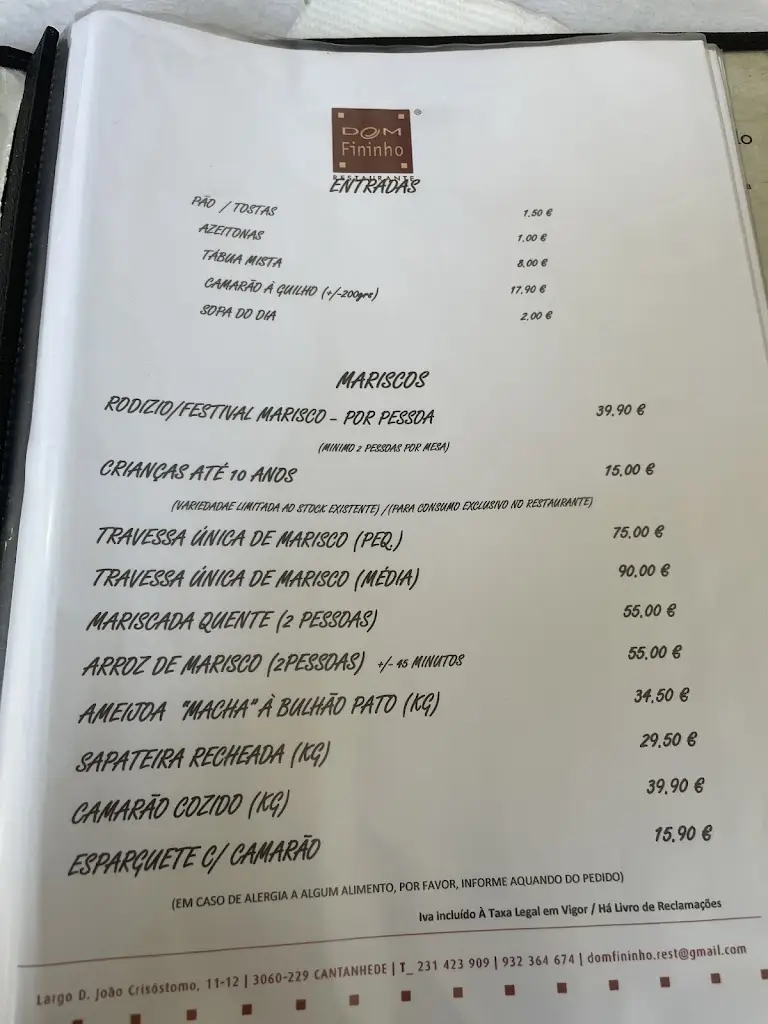 DOM
Fininho
RESTAURANTE
ENTRADAS
PÃO / TOSTAS 1,50 €
AZEITONAS 1,00 €
TÁBUA MISTA 8,00 €
CAMARÃO À GUILHO (+/-200grs) 17,90 €
SOPA DO DIA 2,00 €
MARISCOS
RODIZIO/FESTIVAL MARISCO - POR PESSOA 39,90 €
(MINIMO 2 PESSOAS POR MESA)
CRIANÇAS ATÉ 10 ANOS 15,00 €
(VARIEDADAE LIMITADA AO STOCK EXISTENTE) /(PARA CONSUMO EXCLUSIVO NO RESTAURANTE)
TRAVESSA ÚNICA DE MARISCO (PEQ.) 75,00 €
TRAVESSA ÚNICA DE MARISCO (MÉDIA) 90,00 €
MARISCADA QUENTE (2 PESSOAS) 55,00 €
ARROZ DE MARISCO (2PESSOAS) +/- 45 MINUTOS 55,00 €
AMEIJOA "MACHA" À BULHÃO PATO (KG) 34,50 €
SAPATEIRA RECHEADA (KG) 29,50 €
CAMARÃO COZIDO (KG) 39,90 €
ESPARGUETE C/ CAMARÃO 15,90 €
(EM CASO DE ALERGIA A ALGUM ALIMENTO, POR FAVOR, INFORME AQUANDO DO PEDIDO)
Iva incluído À Taxa Legal em Vigor / Há Livro de Reclamações
Largo D. João Crisóstomo, 11-12 | 3060-229 CANTANHEDE | T_ 231 423 909 | 932 364 674 | domfininho.rest@gmail.com